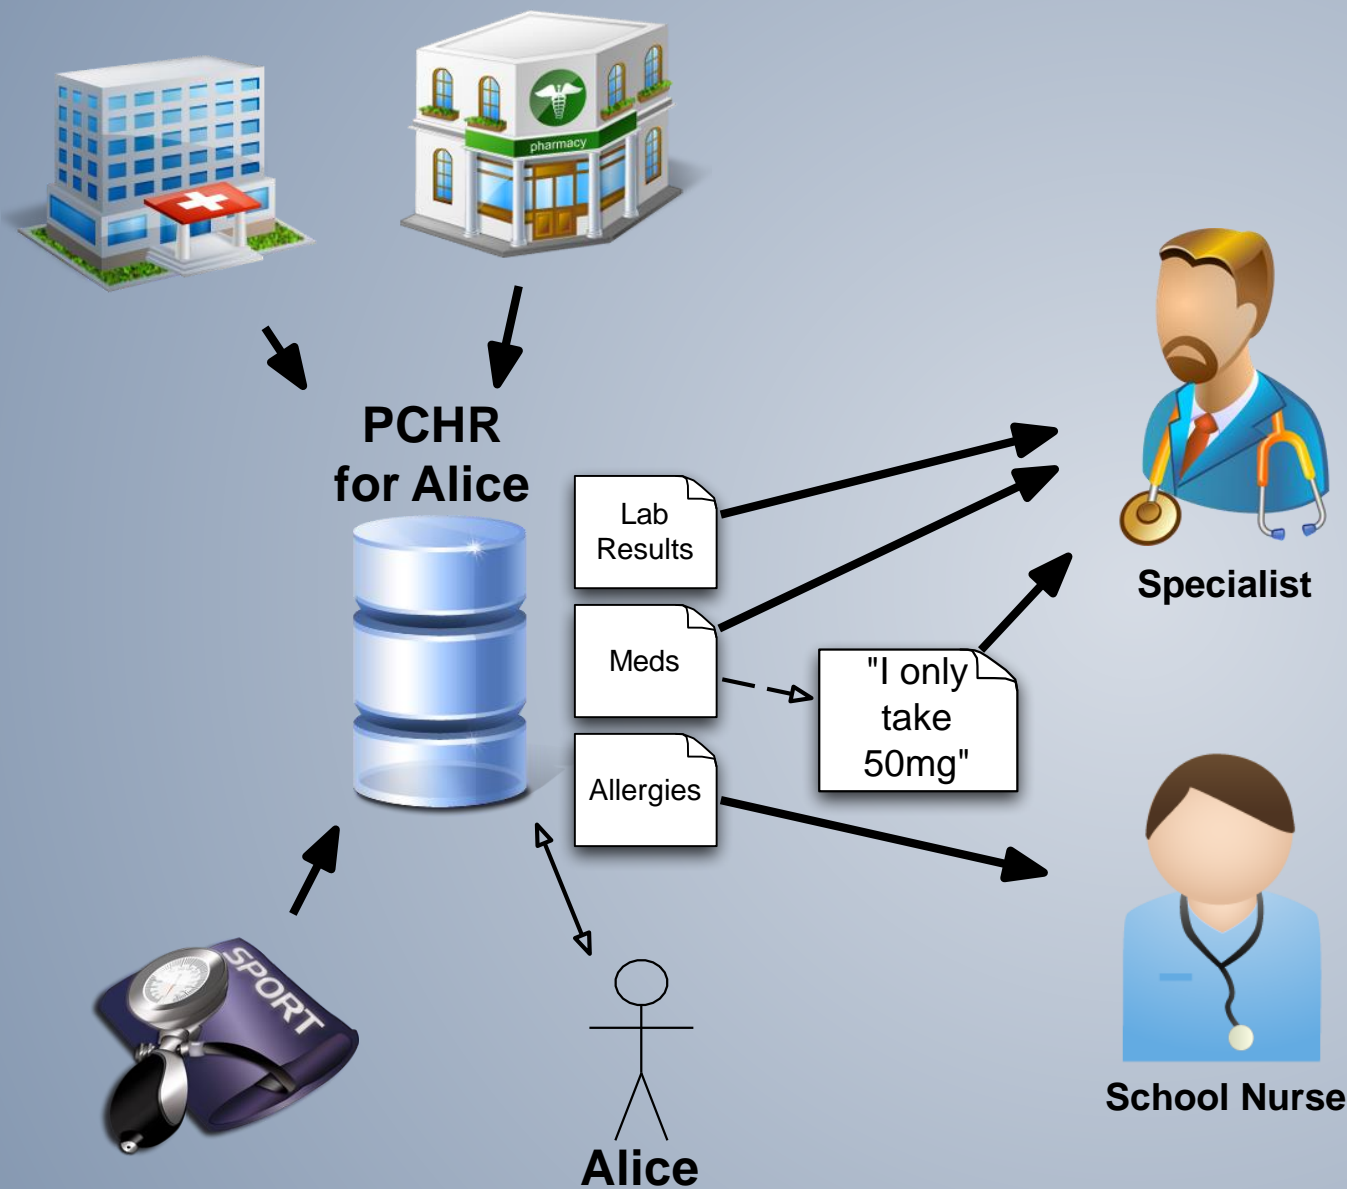 pharmacy
PCHR
for Alice
Lab
Results
Meds
Allergies
"I only
take
50mg"
Specialist
School Nurse
SPORT
Alice